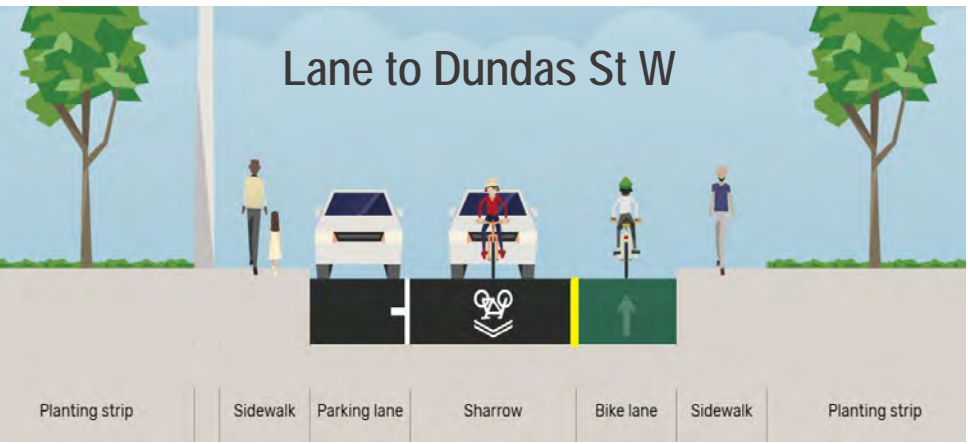 Lane to Dundas St W
Planting strip
Sidewalk
Parking lane
Sharrow
Bike lane
Sidewalk
Planting strip